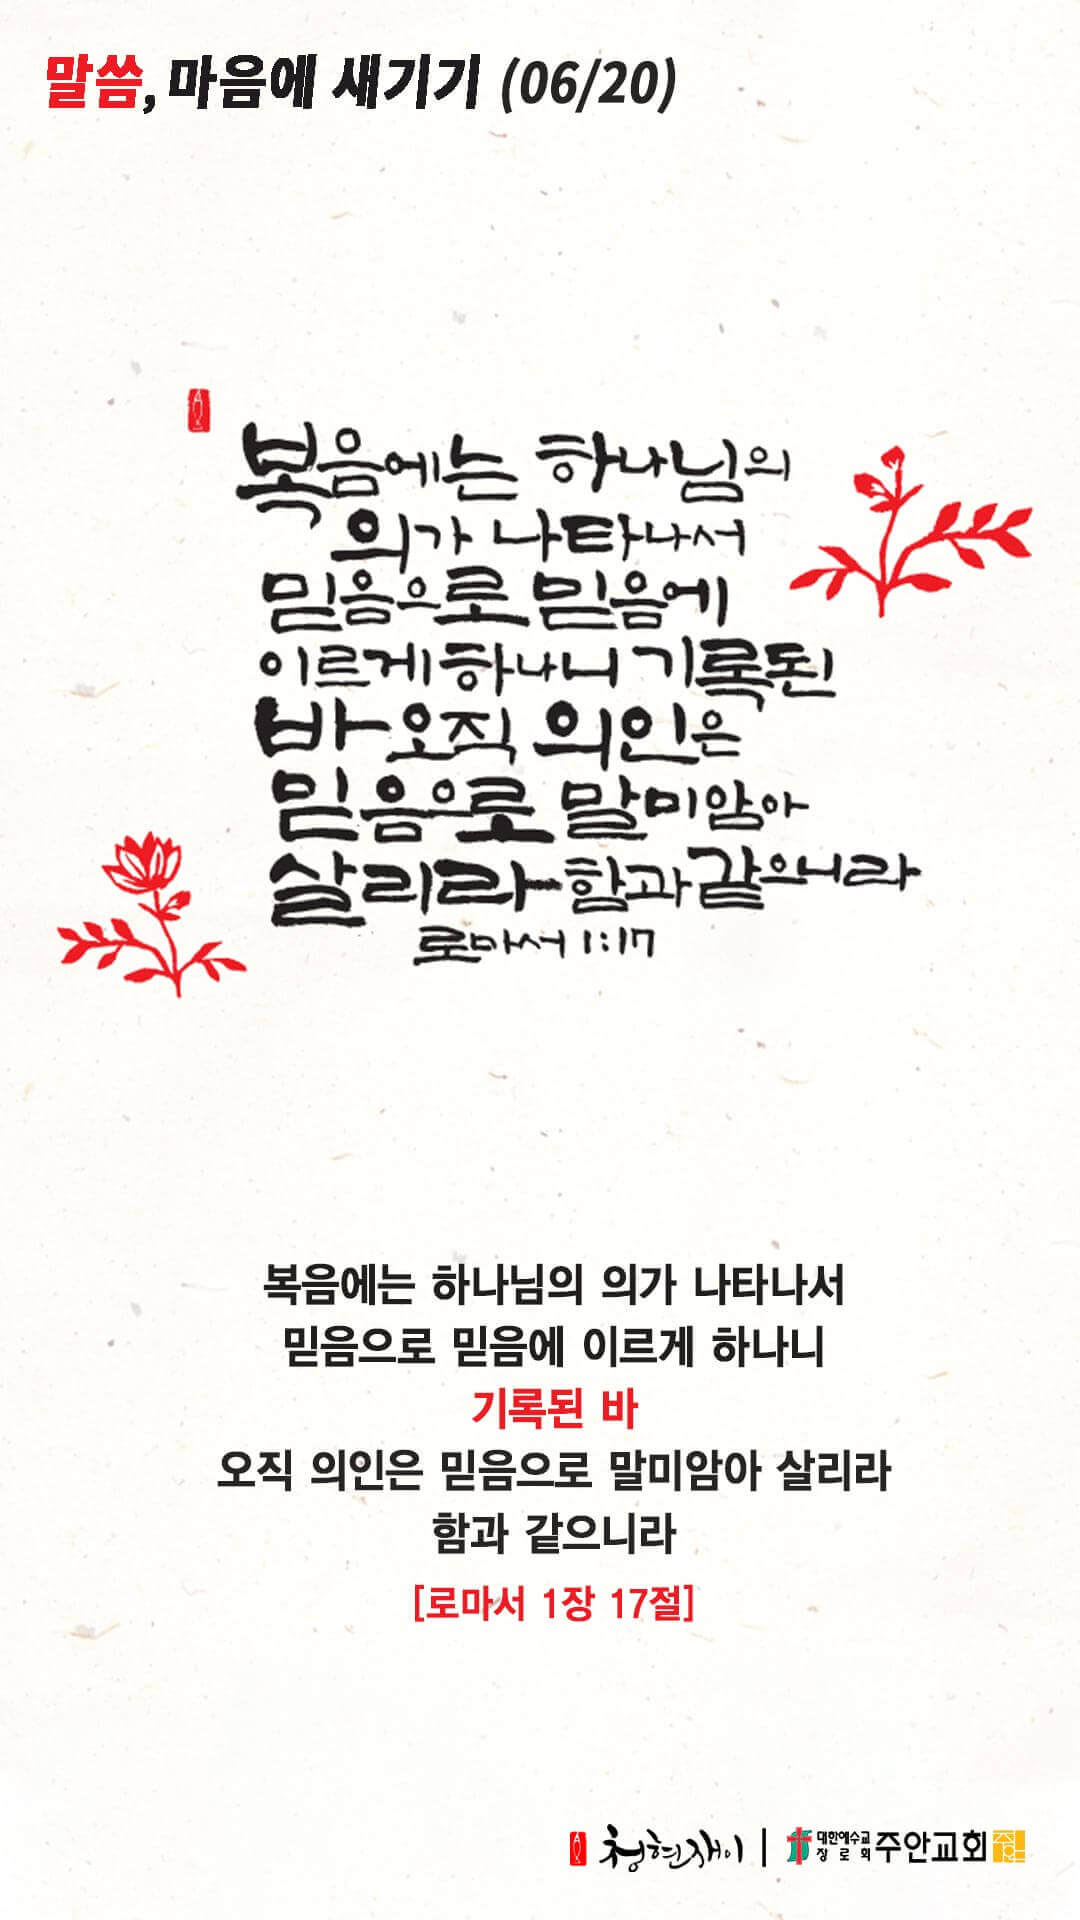 말씀, 마음에 새기기 (06/20)
복음에는 하나님의
의가 나타나서
믿음으로 믿음에
이르게 하나니 기록된
바 오직 의인은
믿음으로 말미암아
살리라 함과 같으니라
로마서 1:17
복음에는 하나님의 의가 나타나서
믿음으로 믿음에 이르게 하나니
기록된 바
오직 의인은 믿음으로 말미암아 살리라
함과 같으니라
[로마서 1장 17절]
청현재이 | 대한예수교
장로회 주안교회